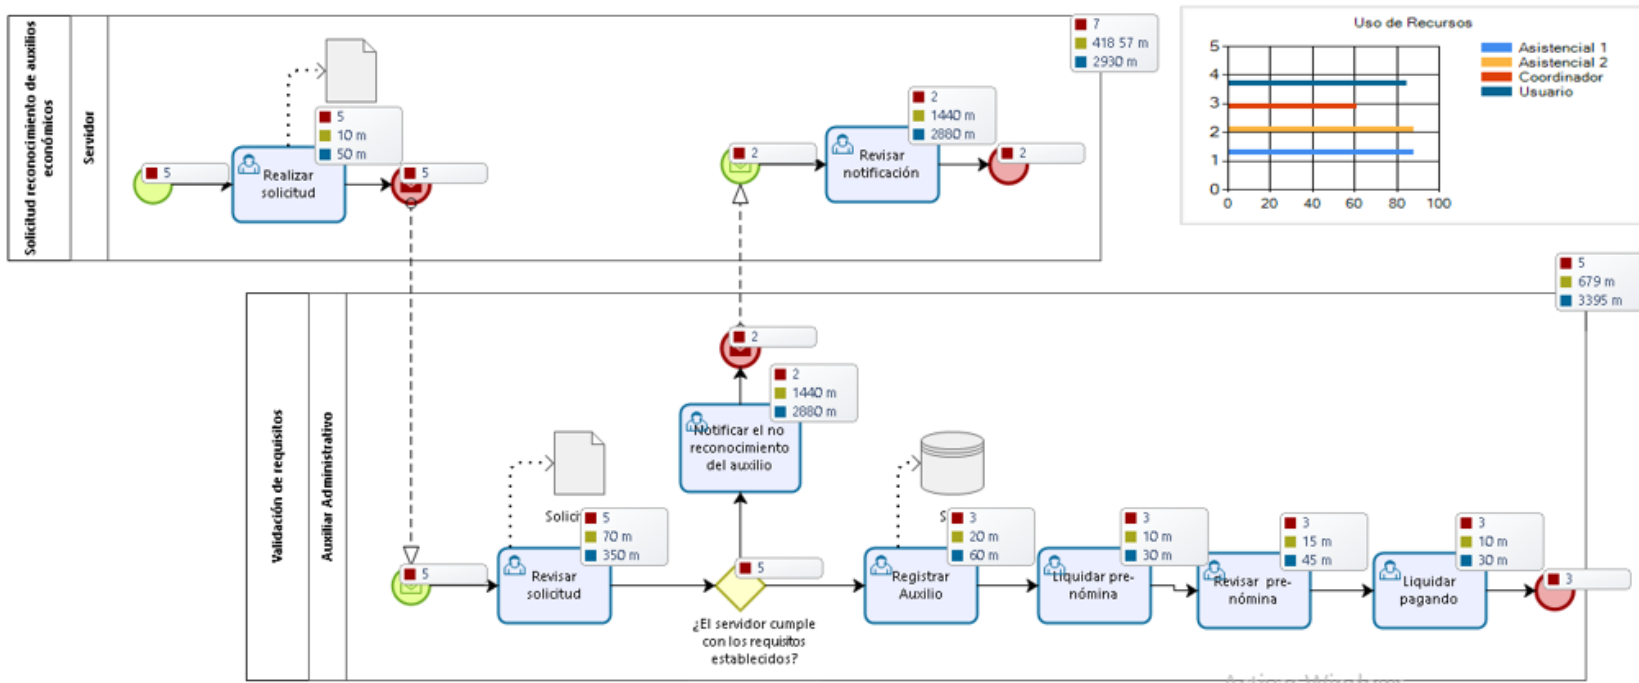 Solicitud reconocimiento de auxilios
económicos
Servidor
5
5
10 m
50 m
Realizar
solicitud
5
2
2
1440 m
2880 m
Revisar
notificación
2
7
418 57 m
2930 m
Uso de Recursos
5
4
3
2
1
0
0 20 40 60 80 100
Asistencial 1
Asistencial 2
Coordinador
Usuario
5
679 m
3395 m
Validación de requisitos
Auxiliar Administrativo
2
2
1440 m
2880 m
Notificar el no
reconocimiento
del auxilio
5
Solici
5
70 m
350 m
Revisar
solicitud
5
¿El servidor cumple
con los requisitos
establecidos?
S
3
20 m
60 m
Registrar
Auxilio
3
10 m
30 m
Liquidar pre-
nómina
3
15 m
45 m
Revisar pre-
nómina
3
10 m
30 m
Liquidar
pagando
3